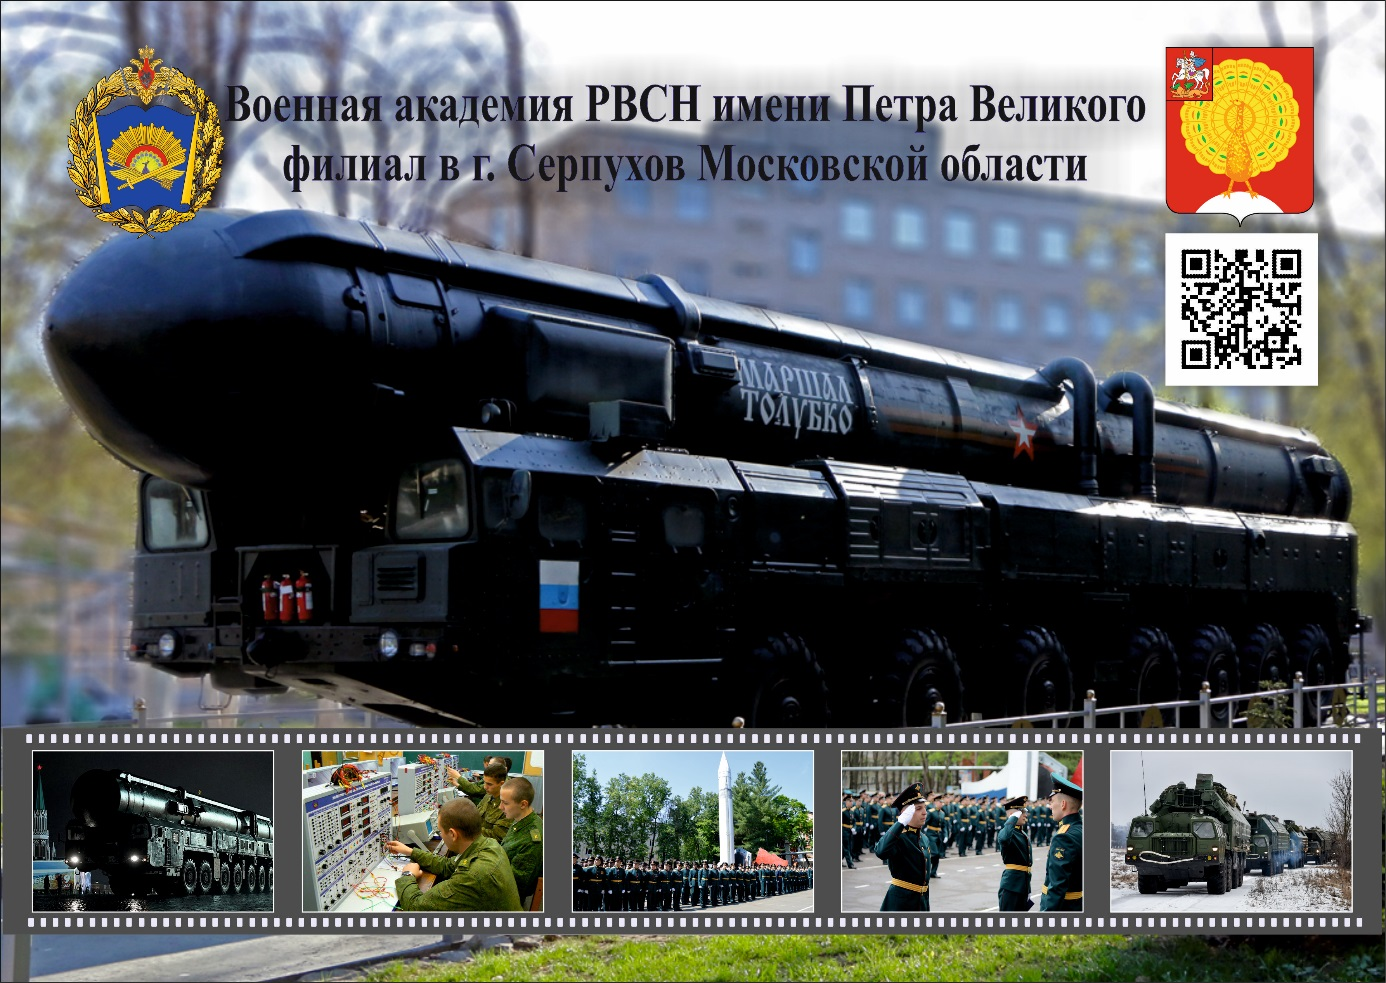 Военная академия РВСН имени Петра Великого
филиал в г. Серпухов Московской области
МАРШАЛ
ТОЛУБКО